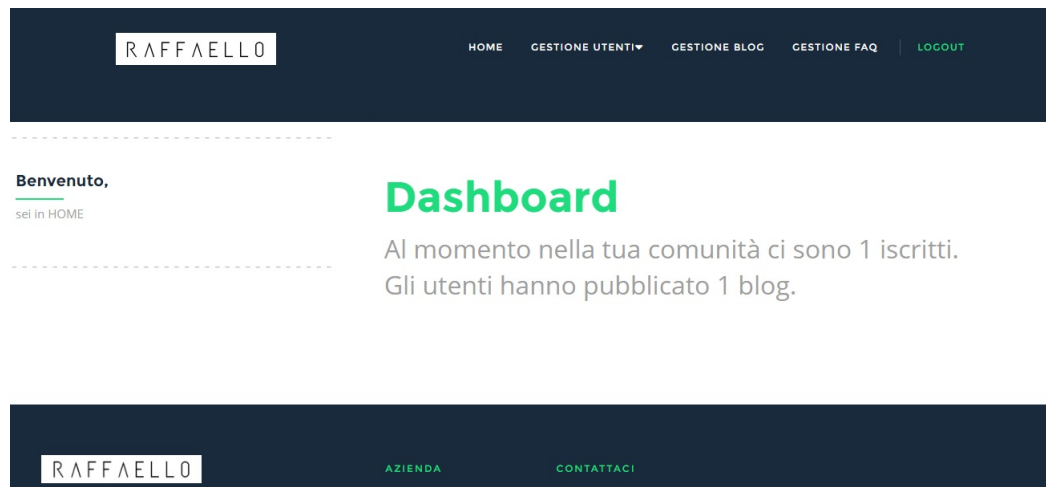 RAFFAELLO
HOME GESTIONE UTENTI GESTIONE BLOG GESTIONE FAQ LOGOUT
Benvenuto,
sei in HOME
Dashboard
Al momento nella tua comunità ci sono 1 iscritti.
Gli utenti hanno pubblicato 1 blog.
RAFFAELLO
AZIENDA CONTATTACI